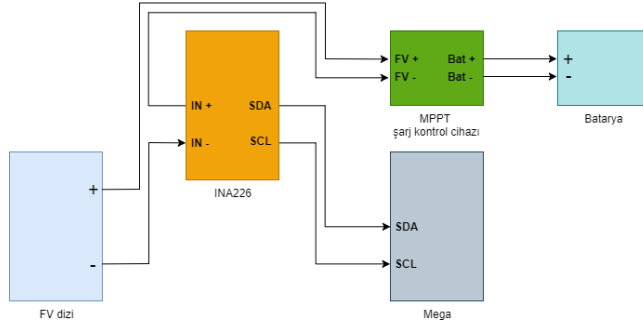 FV +
FV -
Bat +
Bat -
+
-
MPPT
şarj kontrol cihazı
Batarya
IN +
IN -
SDA
SCL
INA226
+
-
FV dizi
SDA
SCL
Mega